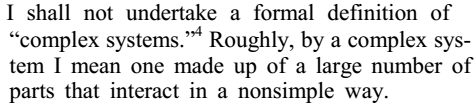 I shall not undertake a formal definition of
“complex systems.”⁴ Roughly, by a complex sys-
tem I mean one made up of a large number of
parts that interact in a nonsimple way.